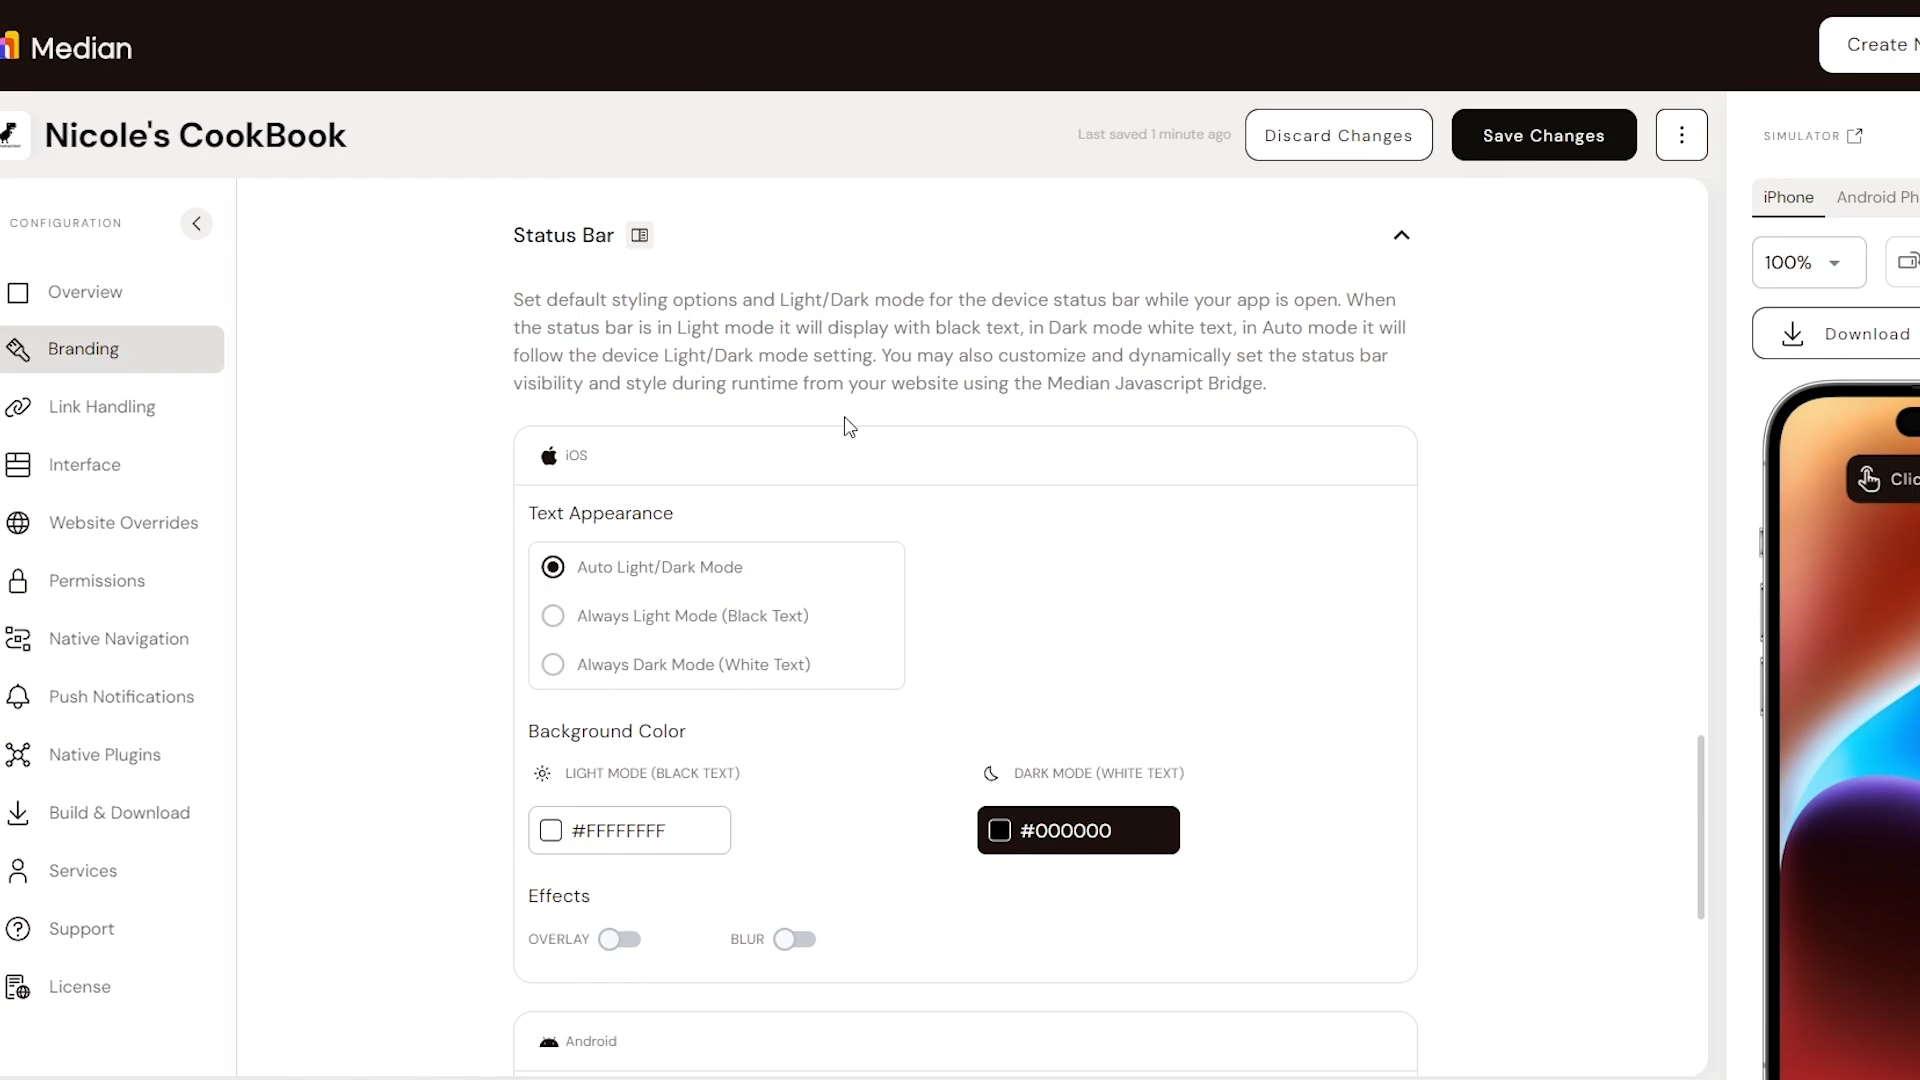 Median
Create N
Nicole's CookBook
Last saved 1 minute ago
Discard Changes
Save Changes
SIMULATOR
CONFIGURATION
Overview
Branding
Link Handling
Interface
Website Overrides
Permissions
Native Navigation
Push Notifications
Native Plugins
Build & Download
Services
Support
License
Status Bar
Set default styling options and Light/Dark mode for the device status bar while your app is open. When
the status bar is in Light mode it will display with black text, in Dark mode white text, in Auto mode it will
follow the device Light/Dark mode setting. You may also customize and dynamically set the status bar
visibility and style during runtime from your website using the Median Javascript Bridge.
iOS
Text Appearance
Auto Light/Dark Mode
Always Light Mode (Black Text)
Always Dark Mode (White Text)
Background Color
LIGHT MODE (BLACK TEXT)
DARK MODE (WHITE TEXT)
#FFFFFFFF
#000000
Effects
OVERLAY
BLUR
Android
iPhone
Android Ph
100%
Download
Clic